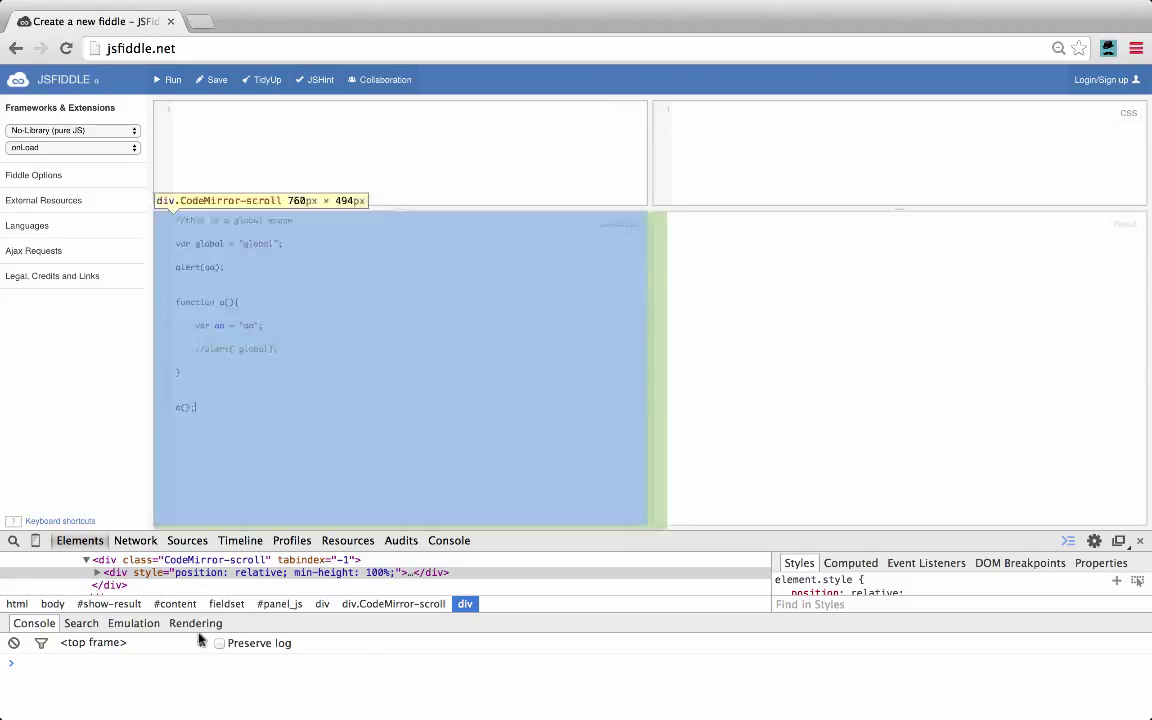 Create a new fiddle – JSFid
jsfiddle.net
JSFIDDLE α
Run
Save
TidyUp
JSHint
Collaboration
Login/Sign up
Frameworks & Extensions
No-Library (pure JS)
onLoad
Fiddle Options
External Resources
Languages
Ajax Requests
Legal, Credits and Links
? Keyboard shortcuts
1
1
CSS
div.CodeMirror-scroll 760px × 494px
//this is a global scope
var global = "global";
alert(aa);
function a(){
var aa = "aa";
//alert( global);
}
a();
JavaScript
Result
Elements Network Sources Timeline Profiles Resources Audits Console
▼<div class="CodeMirror-scroll" tabindex="-1">
▶<div style="position: relative; min-height: 100%;">…</div>
</div>
html body #show-result #content fieldset #panel_js div div.CodeMirror-scroll div
Styles Computed Event Listeners DOM Breakpoints Properties
element.style {
position: relative;
Find in Styles
Console Search Emulation Rendering
<top frame>
Preserve log
>